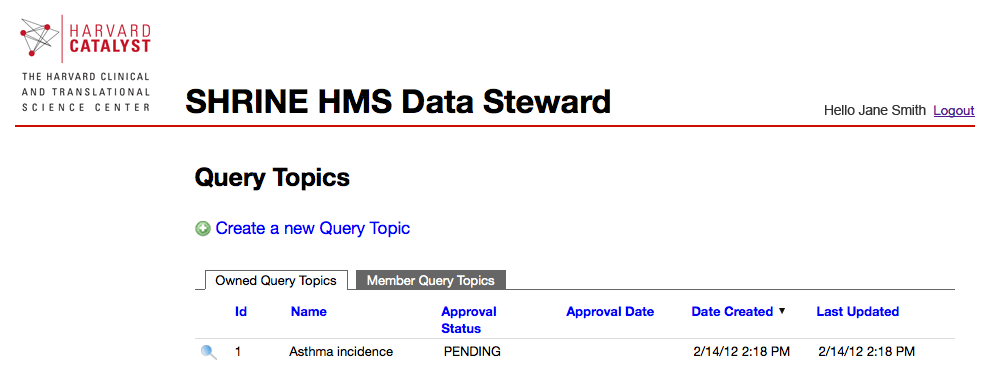 HARVARD
CATALYST
THE HARVARD CLINICAL
AND TRANSLATIONAL
SCIENCE CENTER
SHRINE HMS Data Steward
Hello Jane Smith Logout
Query Topics
Create a new Query Topic
Owned Query Topics Member Query Topics
Id Name Approval Status Approval Date Date Created ▼ Last Updated
1 Asthma incidence PENDING 2/14/12 2:18 PM 2/14/12 2:18 PM